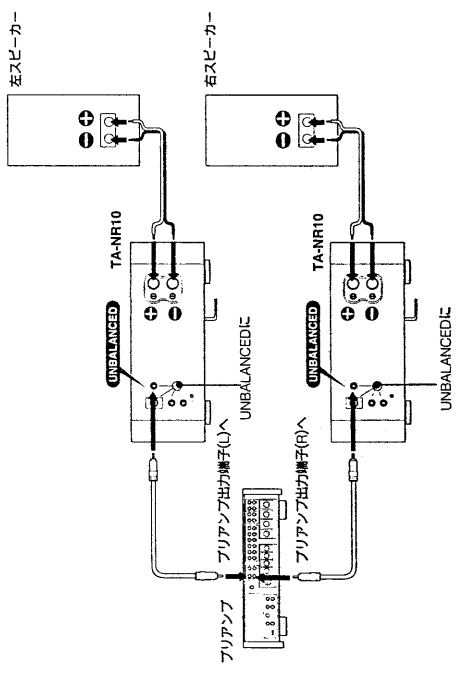 左スピーカー
⊕
⊖
TA-NR10
UNBALANCED
⊕
⊖
UNBALANCEDに
プリアンプ出力端子(L)へ
プリアンプ
プリアンプ出力端子(R)へ
右スピーカー
⊕
⊖
TA-NR10
UNBALANCED
⊕
⊖
UNBALANCEDに